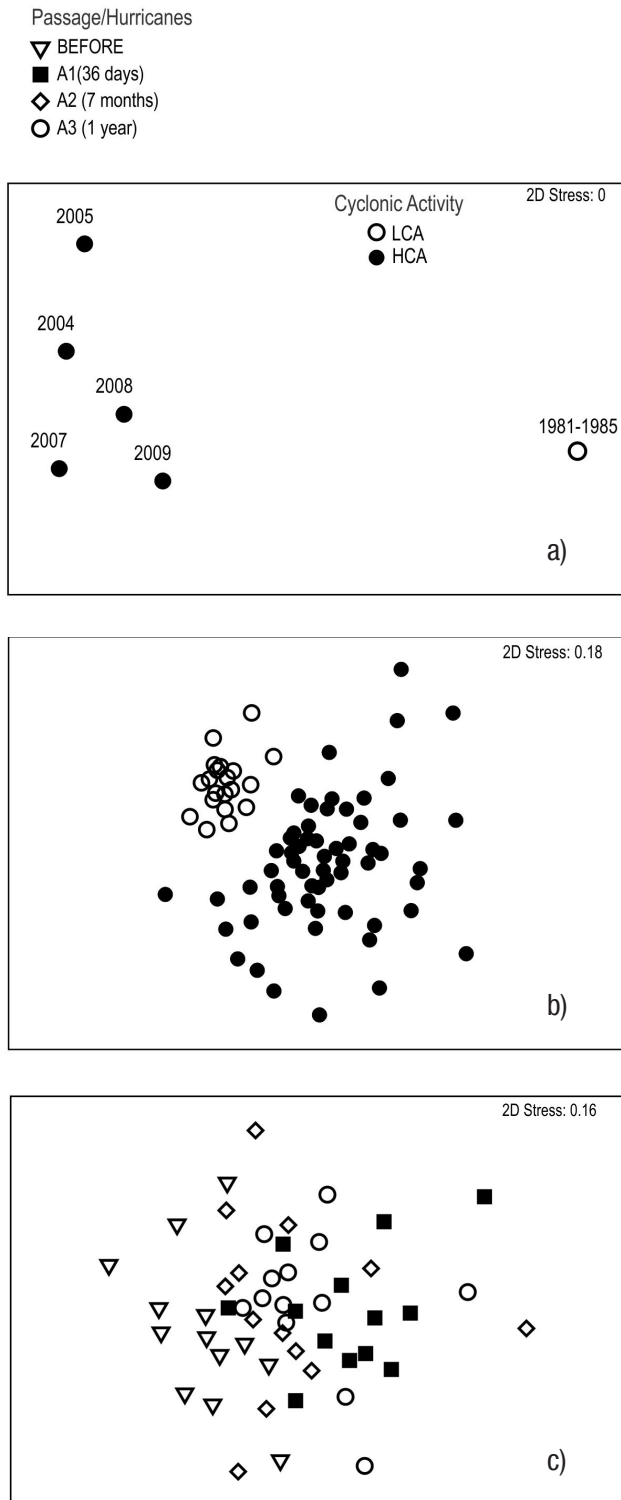 Passage/Hurricanes
BEFORE
A1(36 days)
A2 (7 months)
A3 (1 year)
2D Stress: 0
Cyclonic Activity
LCA
HCA
2005
2004
2008
2007
2009
1981-1985
a)
2D Stress: 0.18
b)
2D Stress: 0.16
c)